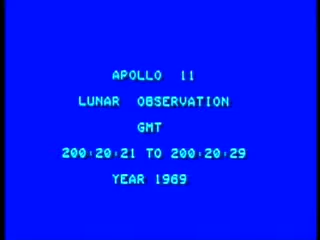 APOLLO 11
LUNAR OBSERVATION
GMT
200:20:21 TO 200:20:29
YEAR 1969